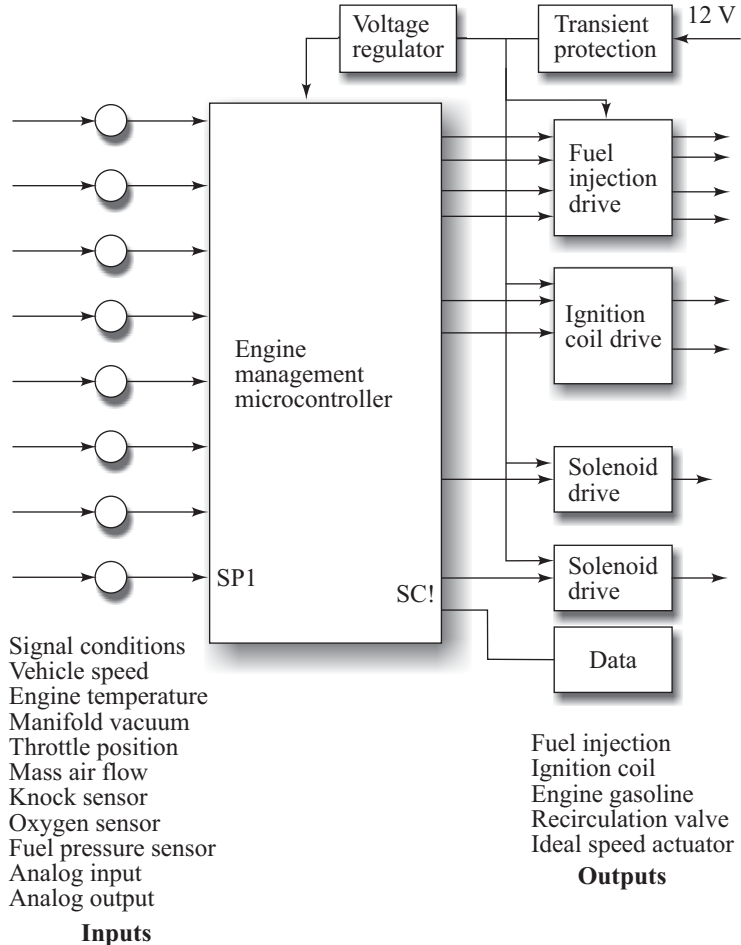 Voltage
regulator
Transient
protection
12 V
Fuel
injection
drive
Ignition
coil drive
Engine
management
microcontroller
Solenoid
drive
Solenoid
drive
SP1
SC!
Data
Signal conditions
Vehicle speed
Engine temperature
Manifold vacuum
Throttle position
Mass air flow
Knock sensor
Oxygen sensor
Fuel pressure sensor
Analog input
Analog output
Inputs
Fuel injection
Ignition coil
Engine gasoline
Recirculation valve
Ideal speed actuator
Outputs